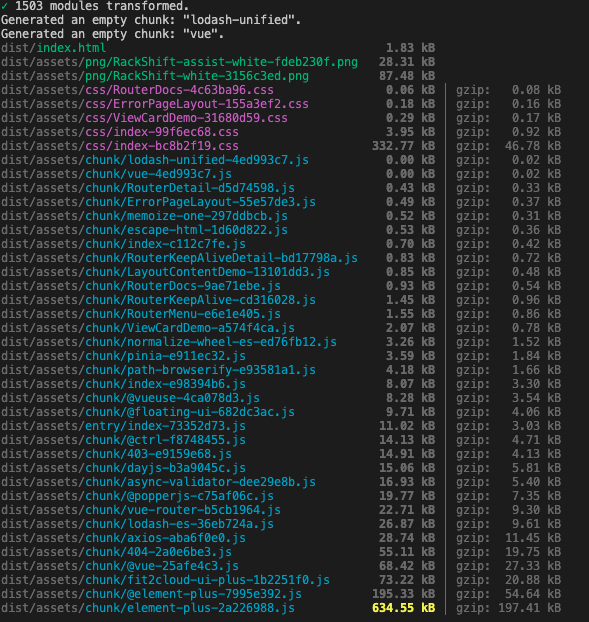 ✓ 1503 modules transformed.
Generated an empty chunk: "lodash-unified".
Generated an empty chunk: "vue".
dist/index.html 1.83 kB
dist/assets/png/RackShift-assist-white-fdeb230f.png 28.31 kB
dist/assets/png/RackShift-white-3156c3ed.png 87.48 kB
dist/assets/css/RouterDocs-4c63ba96.css 0.06 kB │ gzip: 0.08 kB
dist/assets/css/ErrorPageLayout-155a3ef2.css 0.18 kB │ gzip: 0.16 kB
dist/assets/css/ViewCardDemo-31680d59.css 0.29 kB │ gzip: 0.17 kB
dist/assets/css/index-99f6ec68.css 3.95 kB │ gzip: 0.92 kB
dist/assets/css/index-bc8b2f19.css 332.77 kB │ gzip: 46.78 kB
dist/assets/chunk/lodash-unified-4ed993c7.js 0.00 kB │ gzip: 0.02 kB
dist/assets/chunk/vue-4ed993c7.js 0.00 kB │ gzip: 0.02 kB
dist/assets/chunk/RouterDetail-d5d74598.js 0.43 kB │ gzip: 0.33 kB
dist/assets/chunk/ErrorPageLayout-55e57de3.js 0.49 kB │ gzip: 0.37 kB
dist/assets/chunk/memoize-one-297ddbcb.js 0.52 kB │ gzip: 0.31 kB
dist/assets/chunk/escape-html-1d60d822.js 0.53 kB │ gzip: 0.36 kB
dist/assets/chunk/index-c112c7fe.js 0.70 kB │ gzip: 0.42 kB
dist/assets/chunk/RouterKeepAliveDetail-bd17798a.js 0.83 kB │ gzip: 0.72 kB
dist/assets/chunk/LayoutContentDemo-13101dd3.js 0.85 kB │ gzip: 0.48 kB
dist/assets/chunk/RouterDocs-9ae71ebe.js 0.93 kB │ gzip: 0.54 kB
dist/assets/chunk/RouterKeepAlive-cd316028.js 1.45 kB │ gzip: 0.96 kB
dist/assets/chunk/RouterMenu-e6e1e405.js 1.55 kB │ gzip: 0.86 kB
dist/assets/chunk/ViewCardDemo-a574f4ca.js 2.07 kB │ gzip: 0.78 kB
dist/assets/chunk/normalize-wheel-es-ed76fb12.js 3.26 kB │ gzip: 1.52 kB
dist/assets/chunk/pinia-e911ec32.js 3.59 kB │ gzip: 1.84 kB
dist/assets/chunk/path-browserify-e93581a1.js 4.18 kB │ gzip: 1.66 kB
dist/assets/chunk/index-e98394b6.js 8.07 kB │ gzip: 3.30 kB
dist/assets/chunk/@vueuse-4ca078d3.js 8.28 kB │ gzip: 3.54 kB
dist/assets/chunk/@floating-ui-682dc3ac.js 9.71 kB │ gzip: 4.06 kB
dist/assets/entry/index-73352d73.js 11.02 kB │ gzip: 3.03 kB
dist/assets/chunk/@ctrl-f8748455.js 14.13 kB │ gzip: 4.71 kB
dist/assets/chunk/403-e9159e68.js 14.91 kB │ gzip: 4.13 kB
dist/assets/chunk/dayjs-b3a9045c.js 15.06 kB │ gzip: 5.81 kB
dist/assets/chunk/async-validator-dee29e8b.js 16.93 kB │ gzip: 5.40 kB
dist/assets/chunk/@popperjs-c75af06c.js 19.77 kB │ gzip: 7.35 kB
dist/assets/chunk/vue-router-b5cb1964.js 22.71 kB │ gzip: 9.30 kB
dist/assets/chunk/lodash-es-36eb724a.js 26.87 kB │ gzip: 9.61 kB
dist/assets/chunk/axios-aba6f0e0.js 28.74 kB │ gzip: 11.45 kB
dist/assets/chunk/404-2a0e6be3.js 55.11 kB │ gzip: 19.75 kB
dist/assets/chunk/@vue-25afe4c3.js 68.42 kB │ gzip: 27.33 kB
dist/assets/chunk/fit2cloud-ui-plus-1b2251f0.js 73.22 kB │ gzip: 20.88 kB
dist/assets/chunk/@element-plus-7995e392.js 195.33 kB │ gzip: 54.64 kB
dist/assets/chunk/element-plus-2a226988.js 634.55 kB │ gzip: 197.41 kB